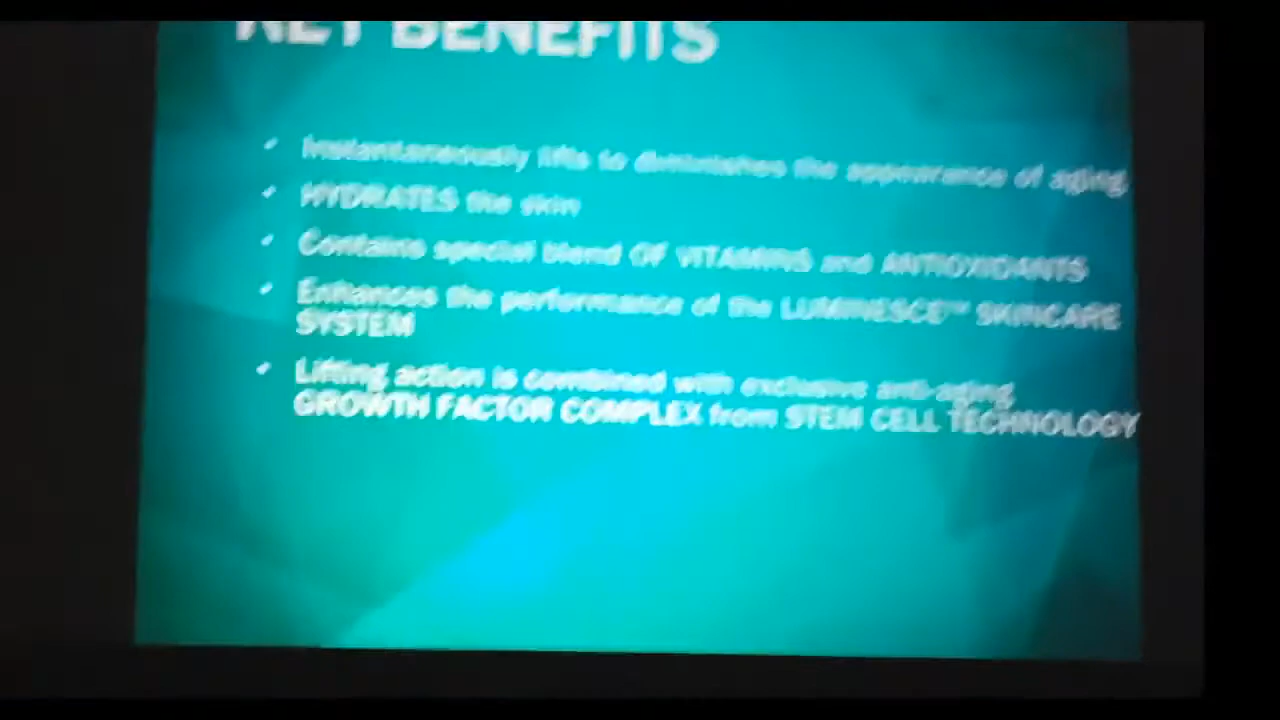 KEY BENEFITS
Instantaneously lifts to diminishes the appearance of aging
HYDRATES the skin
Contains special blend OF VITAMINS and ANTIOXIDANTS
Enhances the performance of the LUMINESCE™ SKINCARE
SYSTEM
Lifting action is combined with exclusive anti-aging
GROWTH FACTOR COMPLEX from STEM CELL TECHNOLOGY